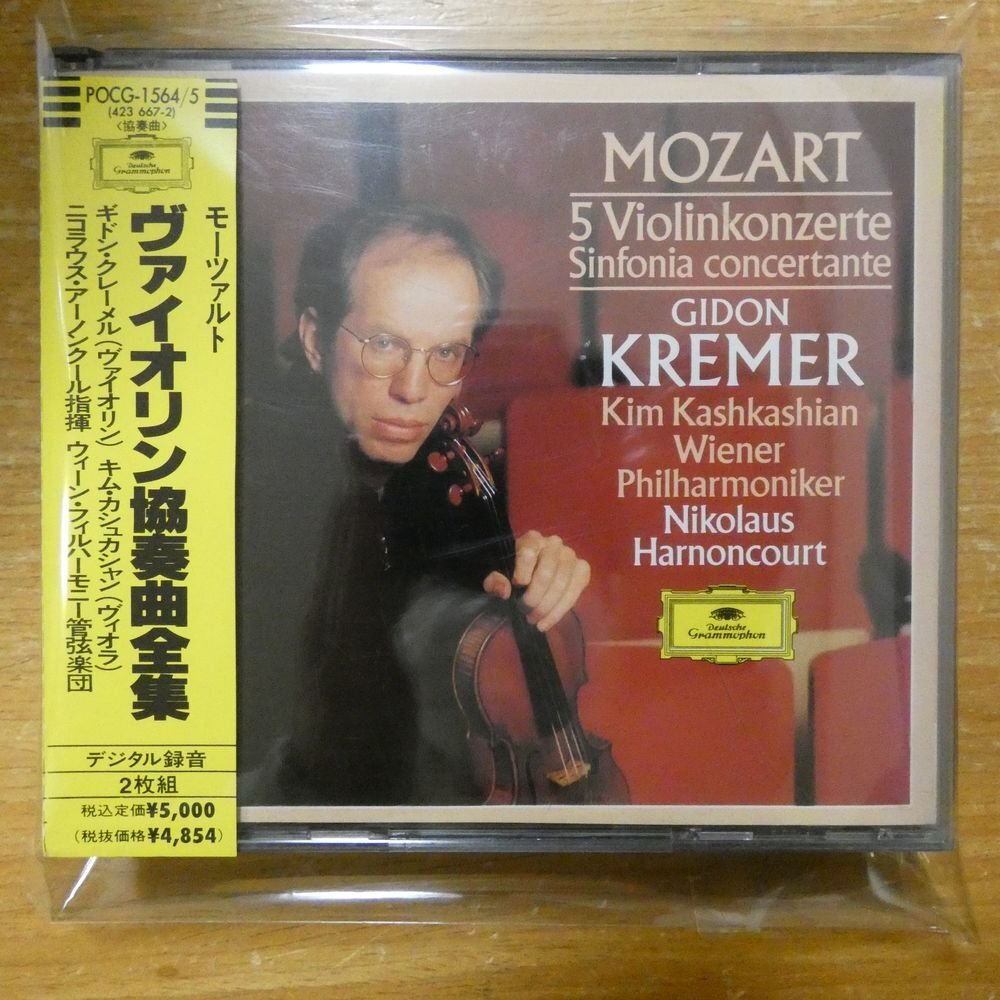 POCG-1564/5
(423 667-2)
〈協奏曲〉
Deutsche
Grammophon
モーツァルト
ヴァイオリン協奏曲全集
ギドン・クレーメル(ヴァイオリン) キム・カシュカシャン(ヴィオラ)
ニコラウス・アーノンクール指揮 ウィーン・フィルハーモニー管弦楽団
デジタル録音
2枚組
税込定価¥5,000
(税抜価格¥4,854)
MOZART
5 Violinkonzerte
Sinfonia concertante
GIDON
KREMER
Kim Kashkashian
Wiener
Philharmoniker
Nikolaus
Harnoncourt
Deutsche
Grammophon